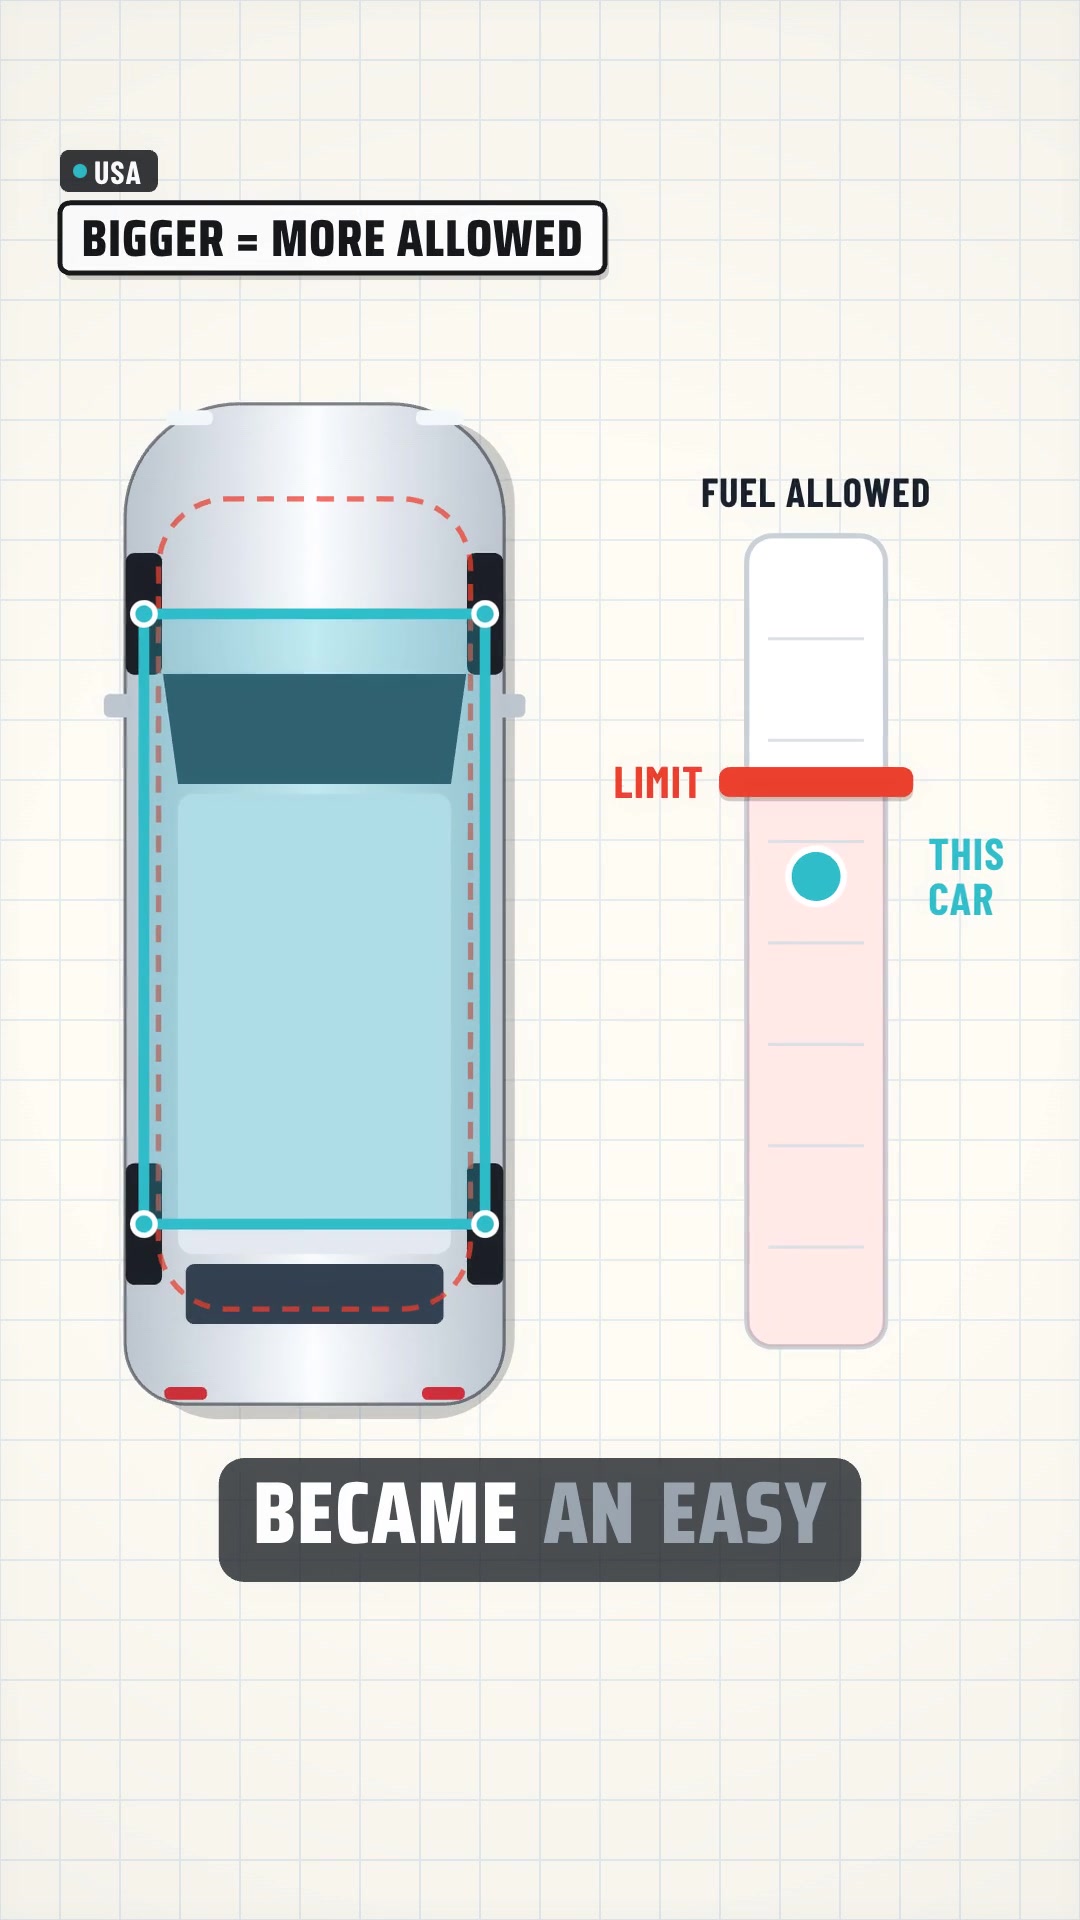 USA
BIGGER = MORE ALLOWED
FUEL ALLOWED
LIMIT
THIS
CAR
BECAME AN EASY